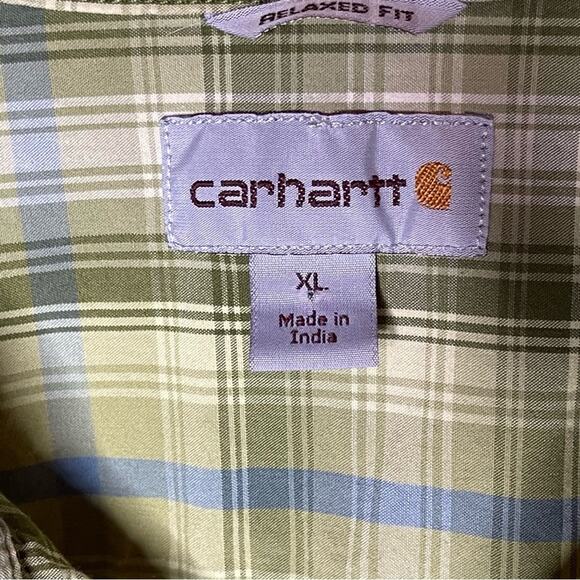 RELAXED FIT
carhartt
XL
Made in
India